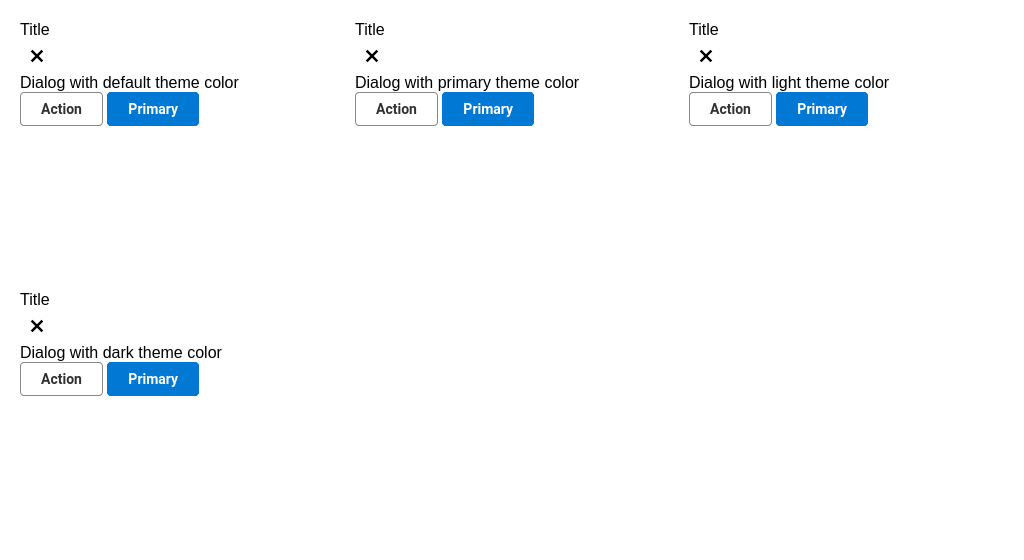 Title
Dialog with default theme color
Action Primary
Title
Dialog with primary theme color
Action Primary
Title
Dialog with light theme color
Action Primary
Title
Dialog with dark theme color
Action Primary